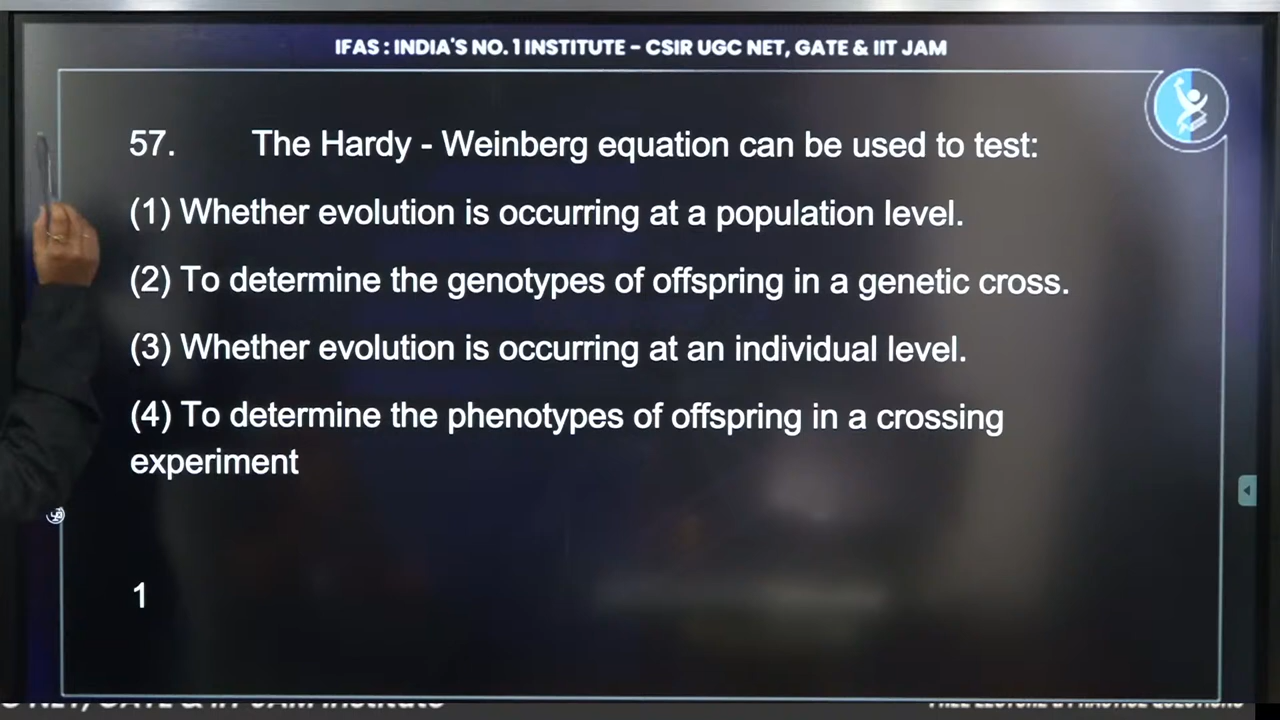 IFAS : INDIA'S NO. 1 INSTITUTE – CSIR UGC NET, GATE & IIT JAM
57. The Hardy - Weinberg equation can be used to test:
(1) Whether evolution is occurring at a population level.
(2) To determine the genotypes of offspring in a genetic cross.
(3) Whether evolution is occurring at an individual level.
(4) To determine the phenotypes of offspring in a crossing
experiment
1